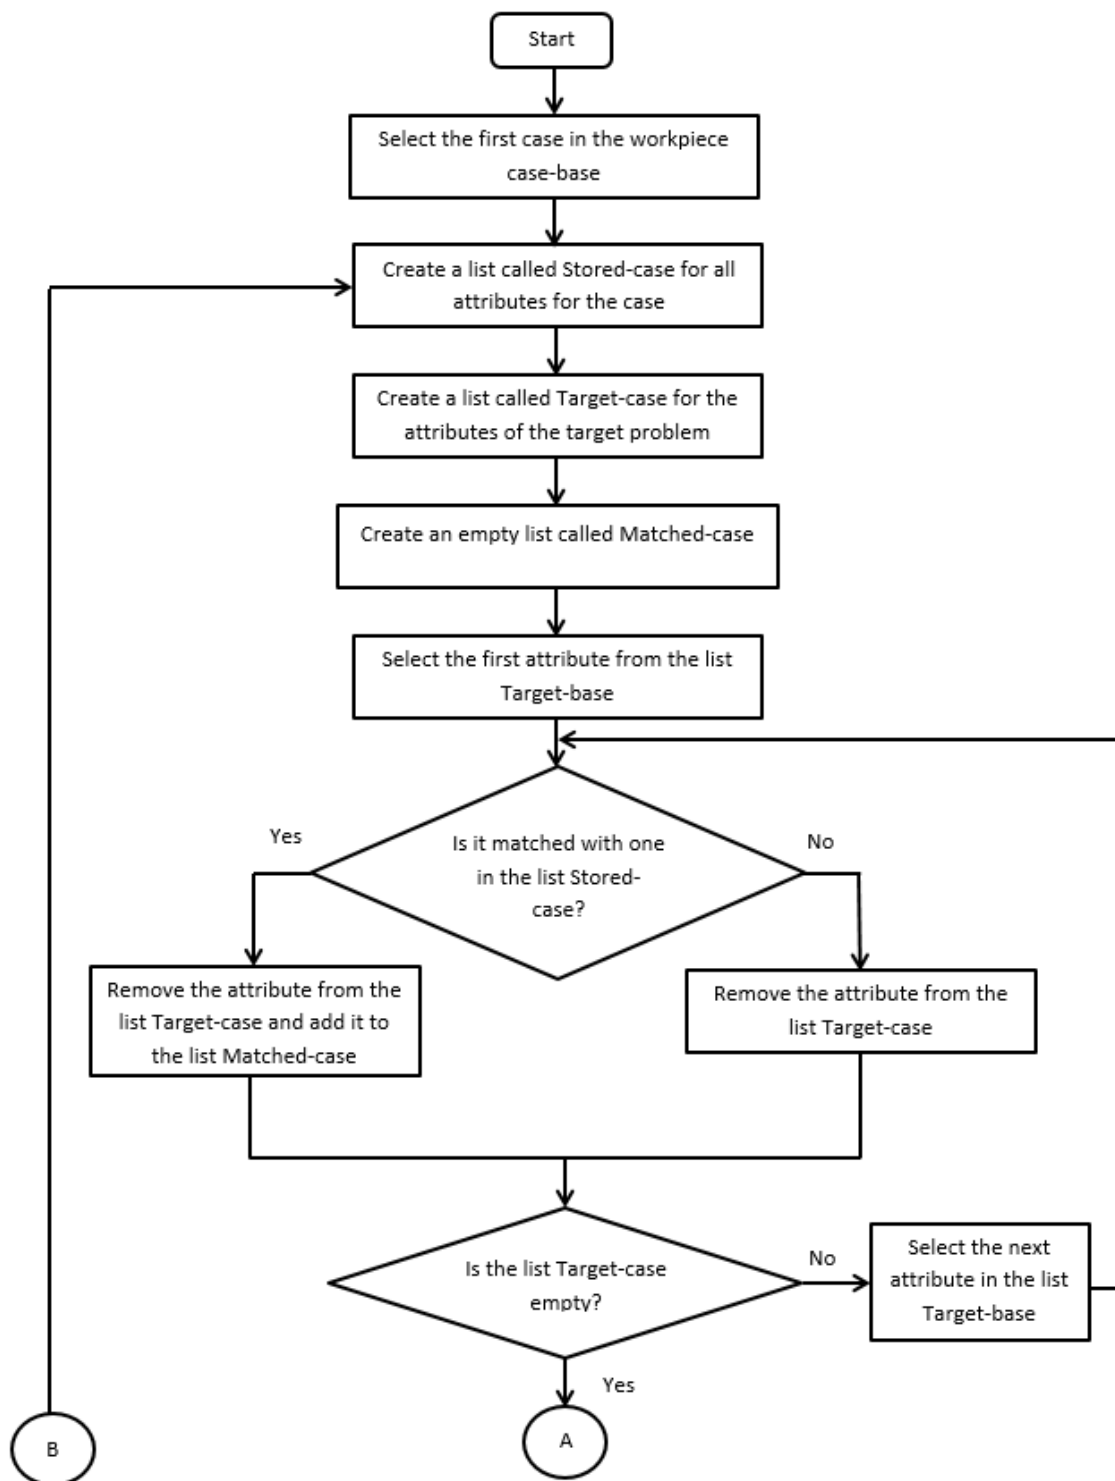 Start
Select the first case in the workpiece
case-base
Create a list called Stored-case for all
attributes for the case
Create a list called Target-case for the
attributes of the target problem
Create an empty list called Matched-case
Select the first attribute from the list
Target-base
Yes
Is it matched with one
in the list Stored-
case?
No
Remove the attribute from the
list Target-case and add it to
the list Matched-case
Remove the attribute from the
list Target-case
Is the list Target-case
empty?
No
Select the next
attribute in the list
Target-base
Yes
B
A